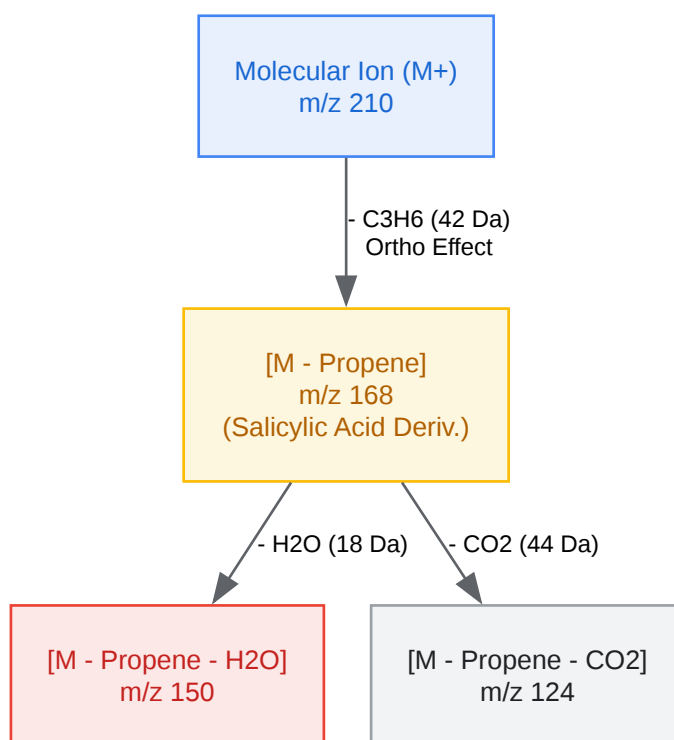 Molecular Ion (M+)
m/z 210
- C3H6 (42 Da)
Ortho Effect
[M - Propene]
m/z 168
(Salicylic Acid Deriv.)
- H2O (18 Da)
- CO2 (44 Da)
[M - Propene - H2O]
m/z 150
[M - Propene - CO2]
m/z 124